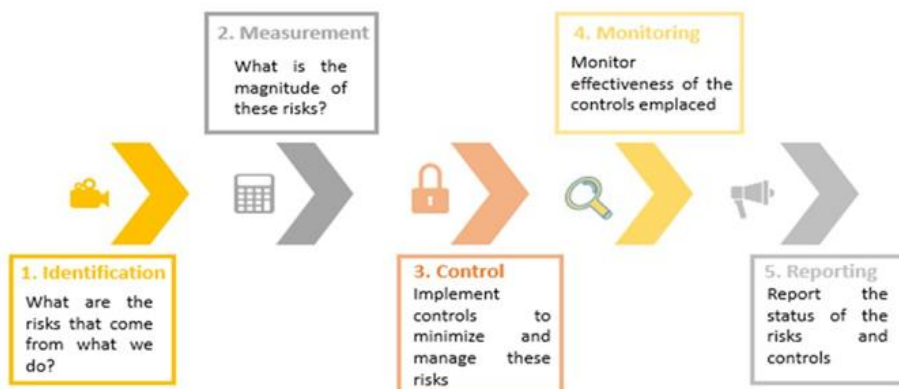 1. Identification
What are the
risks that come
from what we
do?
2. Measurement
What is the
magnitude of
these risks?
3. Control
Implement
controls to
minimize and
manage these
risks
4. Monitoring
Monitor
effectiveness of the
controls emplaced
5. Reporting
Report the
status of the
risks and
controls